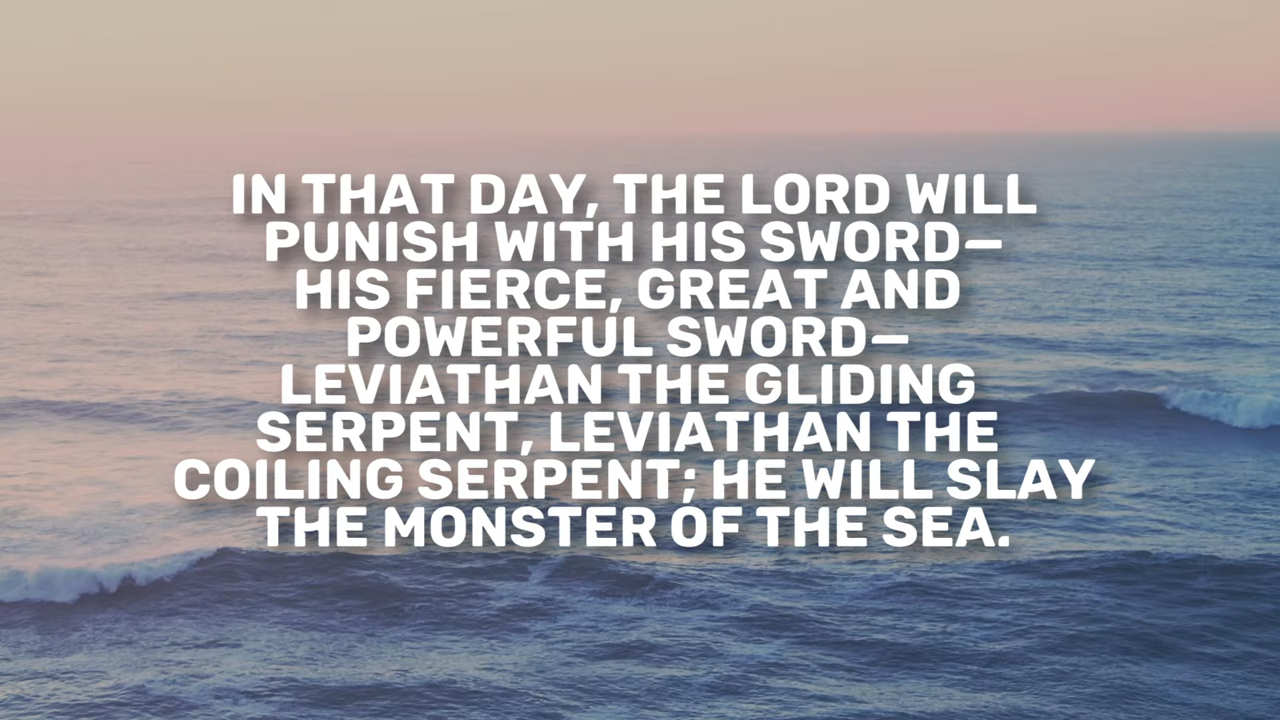 IN THAT DAY, THE LORD WILL
PUNISH WITH HIS SWORD—
HIS FIERCE, GREAT AND
POWERFUL SWORD—
LEVIATHAN THE GLIDING
SERPENT, LEVIATHAN THE
COILING SERPENT; HE WILL SLAY
THE MONSTER OF THE SEA.